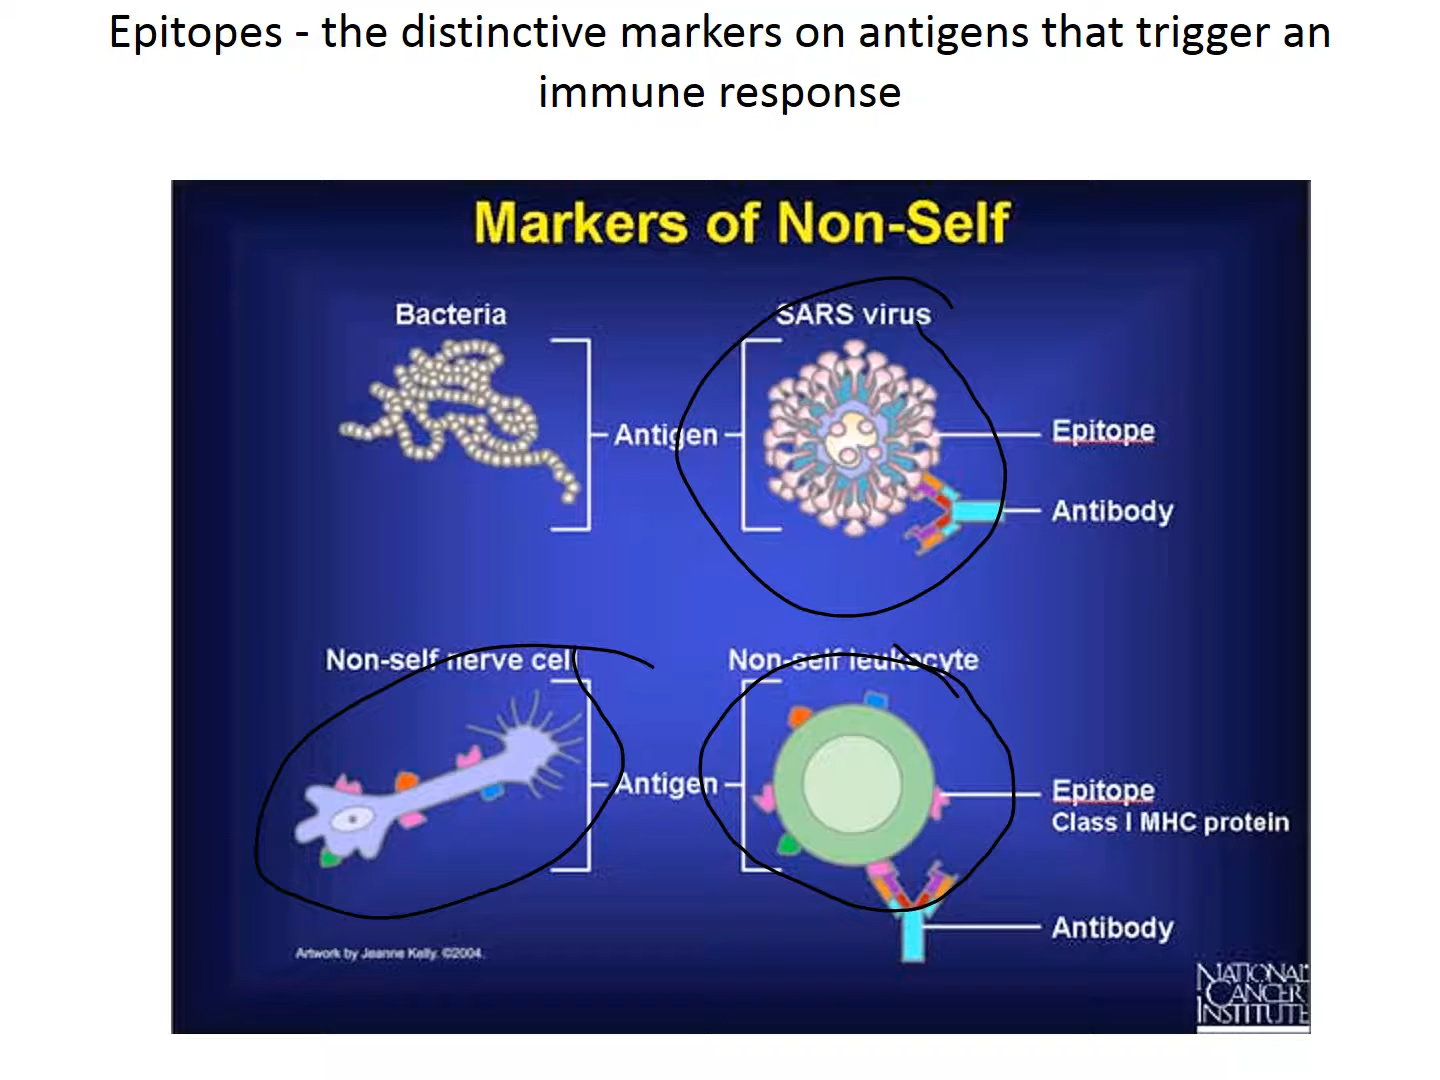 Epitopes - the distinctive markers on antigens that trigger an
immune response
Markers of Non-Self
Bacteria
SARS virus
Antigen
Epitope
Antibody
Non-self nerve cell
Non-self leukocyte
Antigen
Epitope
Class I MHC protein
Antibody
Artwork by Jeanne Kelly. ©2004.
NATIONAL
CANCER
INSTITUTE